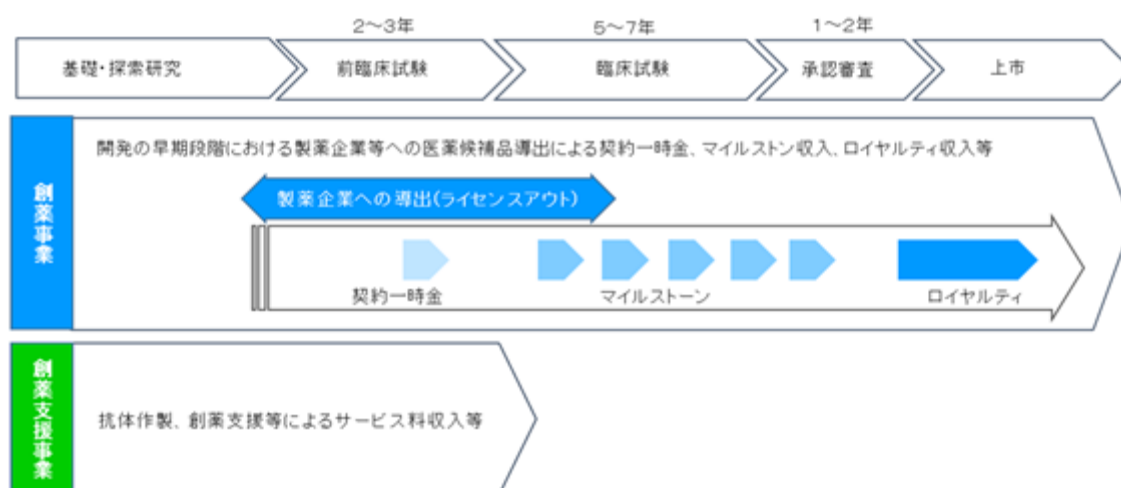 2～3年
5～7年
1～2年
基礎・探索研究
前臨床試験
臨床試験
承認審査
上市
創薬事業
開発の早期段階における製薬企業等への医薬候補品導出による契約一時金、マイルストン収入、ロイヤルティ収入等
製薬企業への導出(ライセンスアウト)
契約一時金
マイルストーン
ロイヤルティ
創薬支援事業
抗体作製、創薬支援等によるサービス料収入等